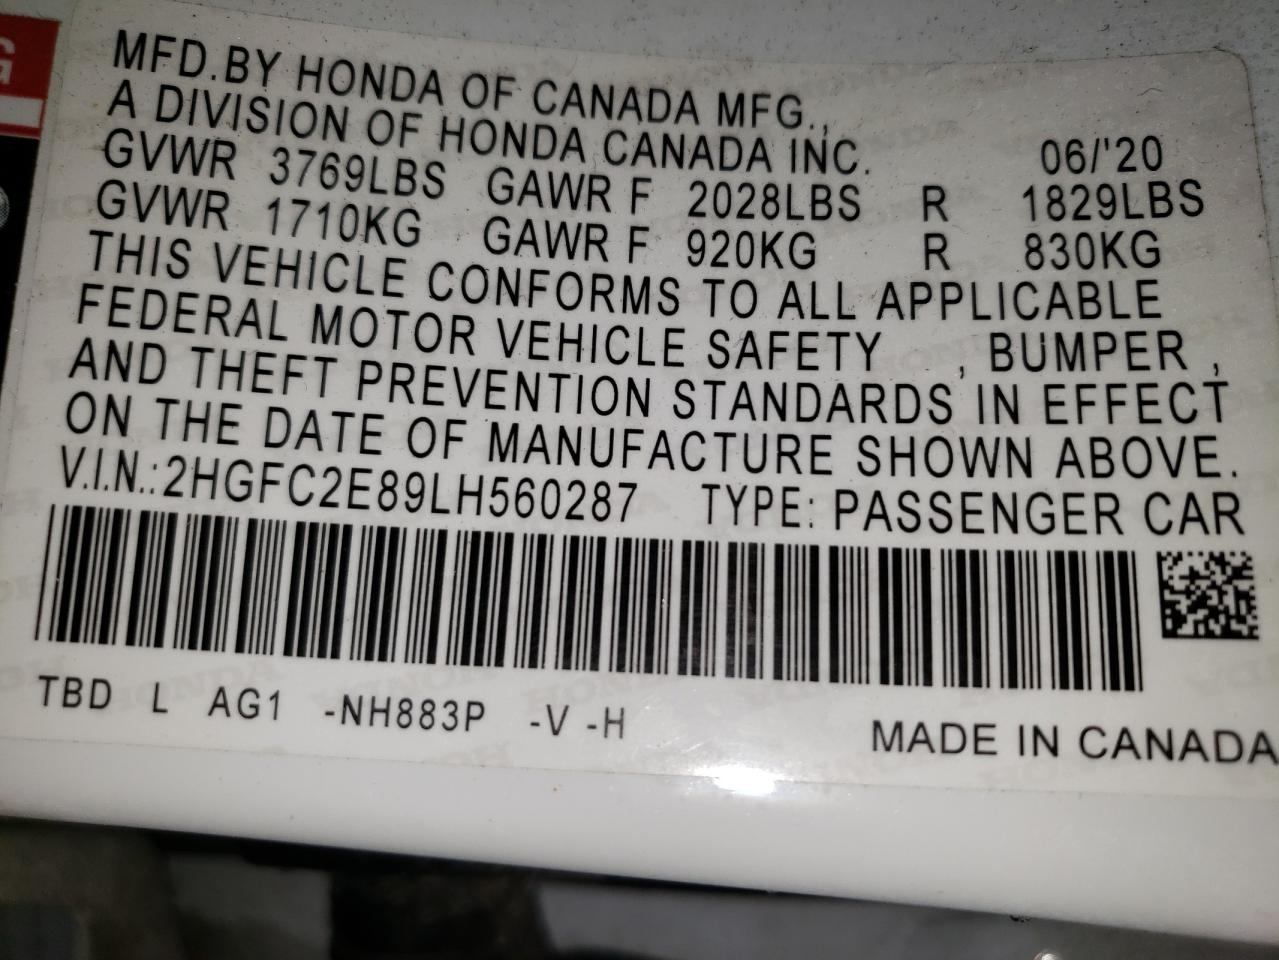 G
MFD.BY HONDA OF CANADA MFG.,
A DIVISION OF HONDA CANADA INC. 06/'20
GVWR 3769LBS GAWR F 2028LBS R 1829LBS
GVWR 1710KG GAWR F 920KG R 830KG
THIS VEHICLE CONFORMS TO ALL APPLICABLE
FEDERAL MOTOR VEHICLE SAFETY , BUMPER ,
AND THEFT PREVENTION STANDARDS IN EFFECT
ON THE DATE OF MANUFACTURE SHOWN ABOVE.
V.I.N.:2HGFC2E89LH560287 TYPE: PASSENGER CAR
TBD L AG1 -NH883P -V -H
MADE IN CANADA